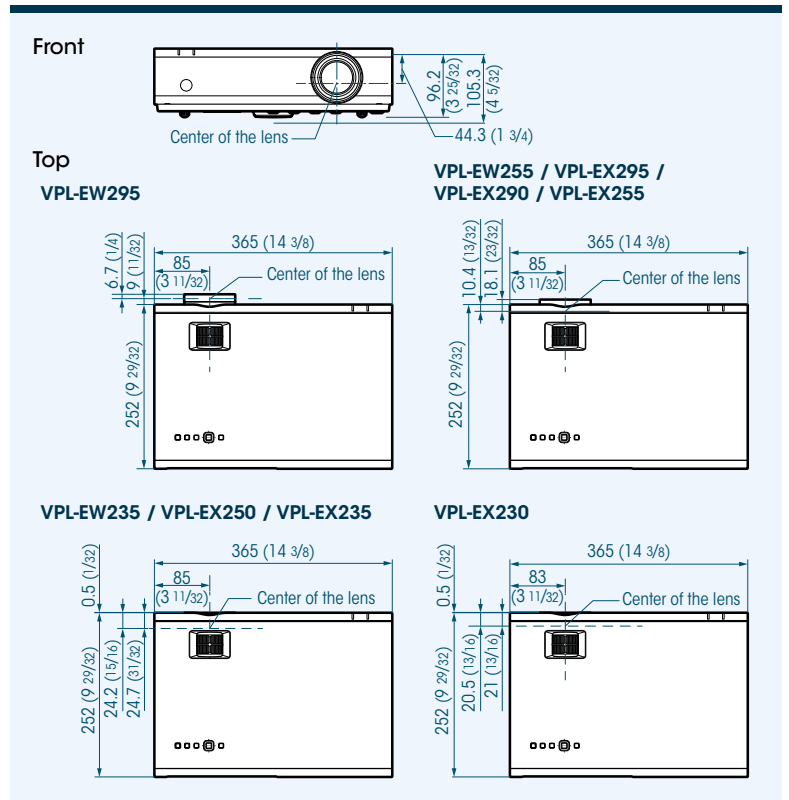 Front
96.2
(3 25/32)
105.3
(4 5/32)
Center of the lens
44.3 (1 3/4)
Top
VPL-EW295
6.7 (1/4)
9 (11/32)
365 (14 3/8)
85
(3 11/32)
Center of the lens
252 (9 29/32)
VPL-EW255 / VPL-EX295 /
VPL-EX290 / VPL-EX255
10.4 (13/32)
18.1 (23/32)
365 (14 3/8)
85
(3 11/32)
Center of the lens
252 (9 29/32)
VPL-EW235 / VPL-EX250 / VPL-EX235
0.5 (1/32)
365 (14 3/8)
85
(3 11/32)
Center of the lens
252 (9 29/32)
24.2 (15/16)
24.7 (31/32)
VPL-EX230
0.5 (1/32)
365 (14 3/8)
83
(3 11/32)
Center of the lens
252 (9 29/32)
20.5 (13/16)
21 (13/16)